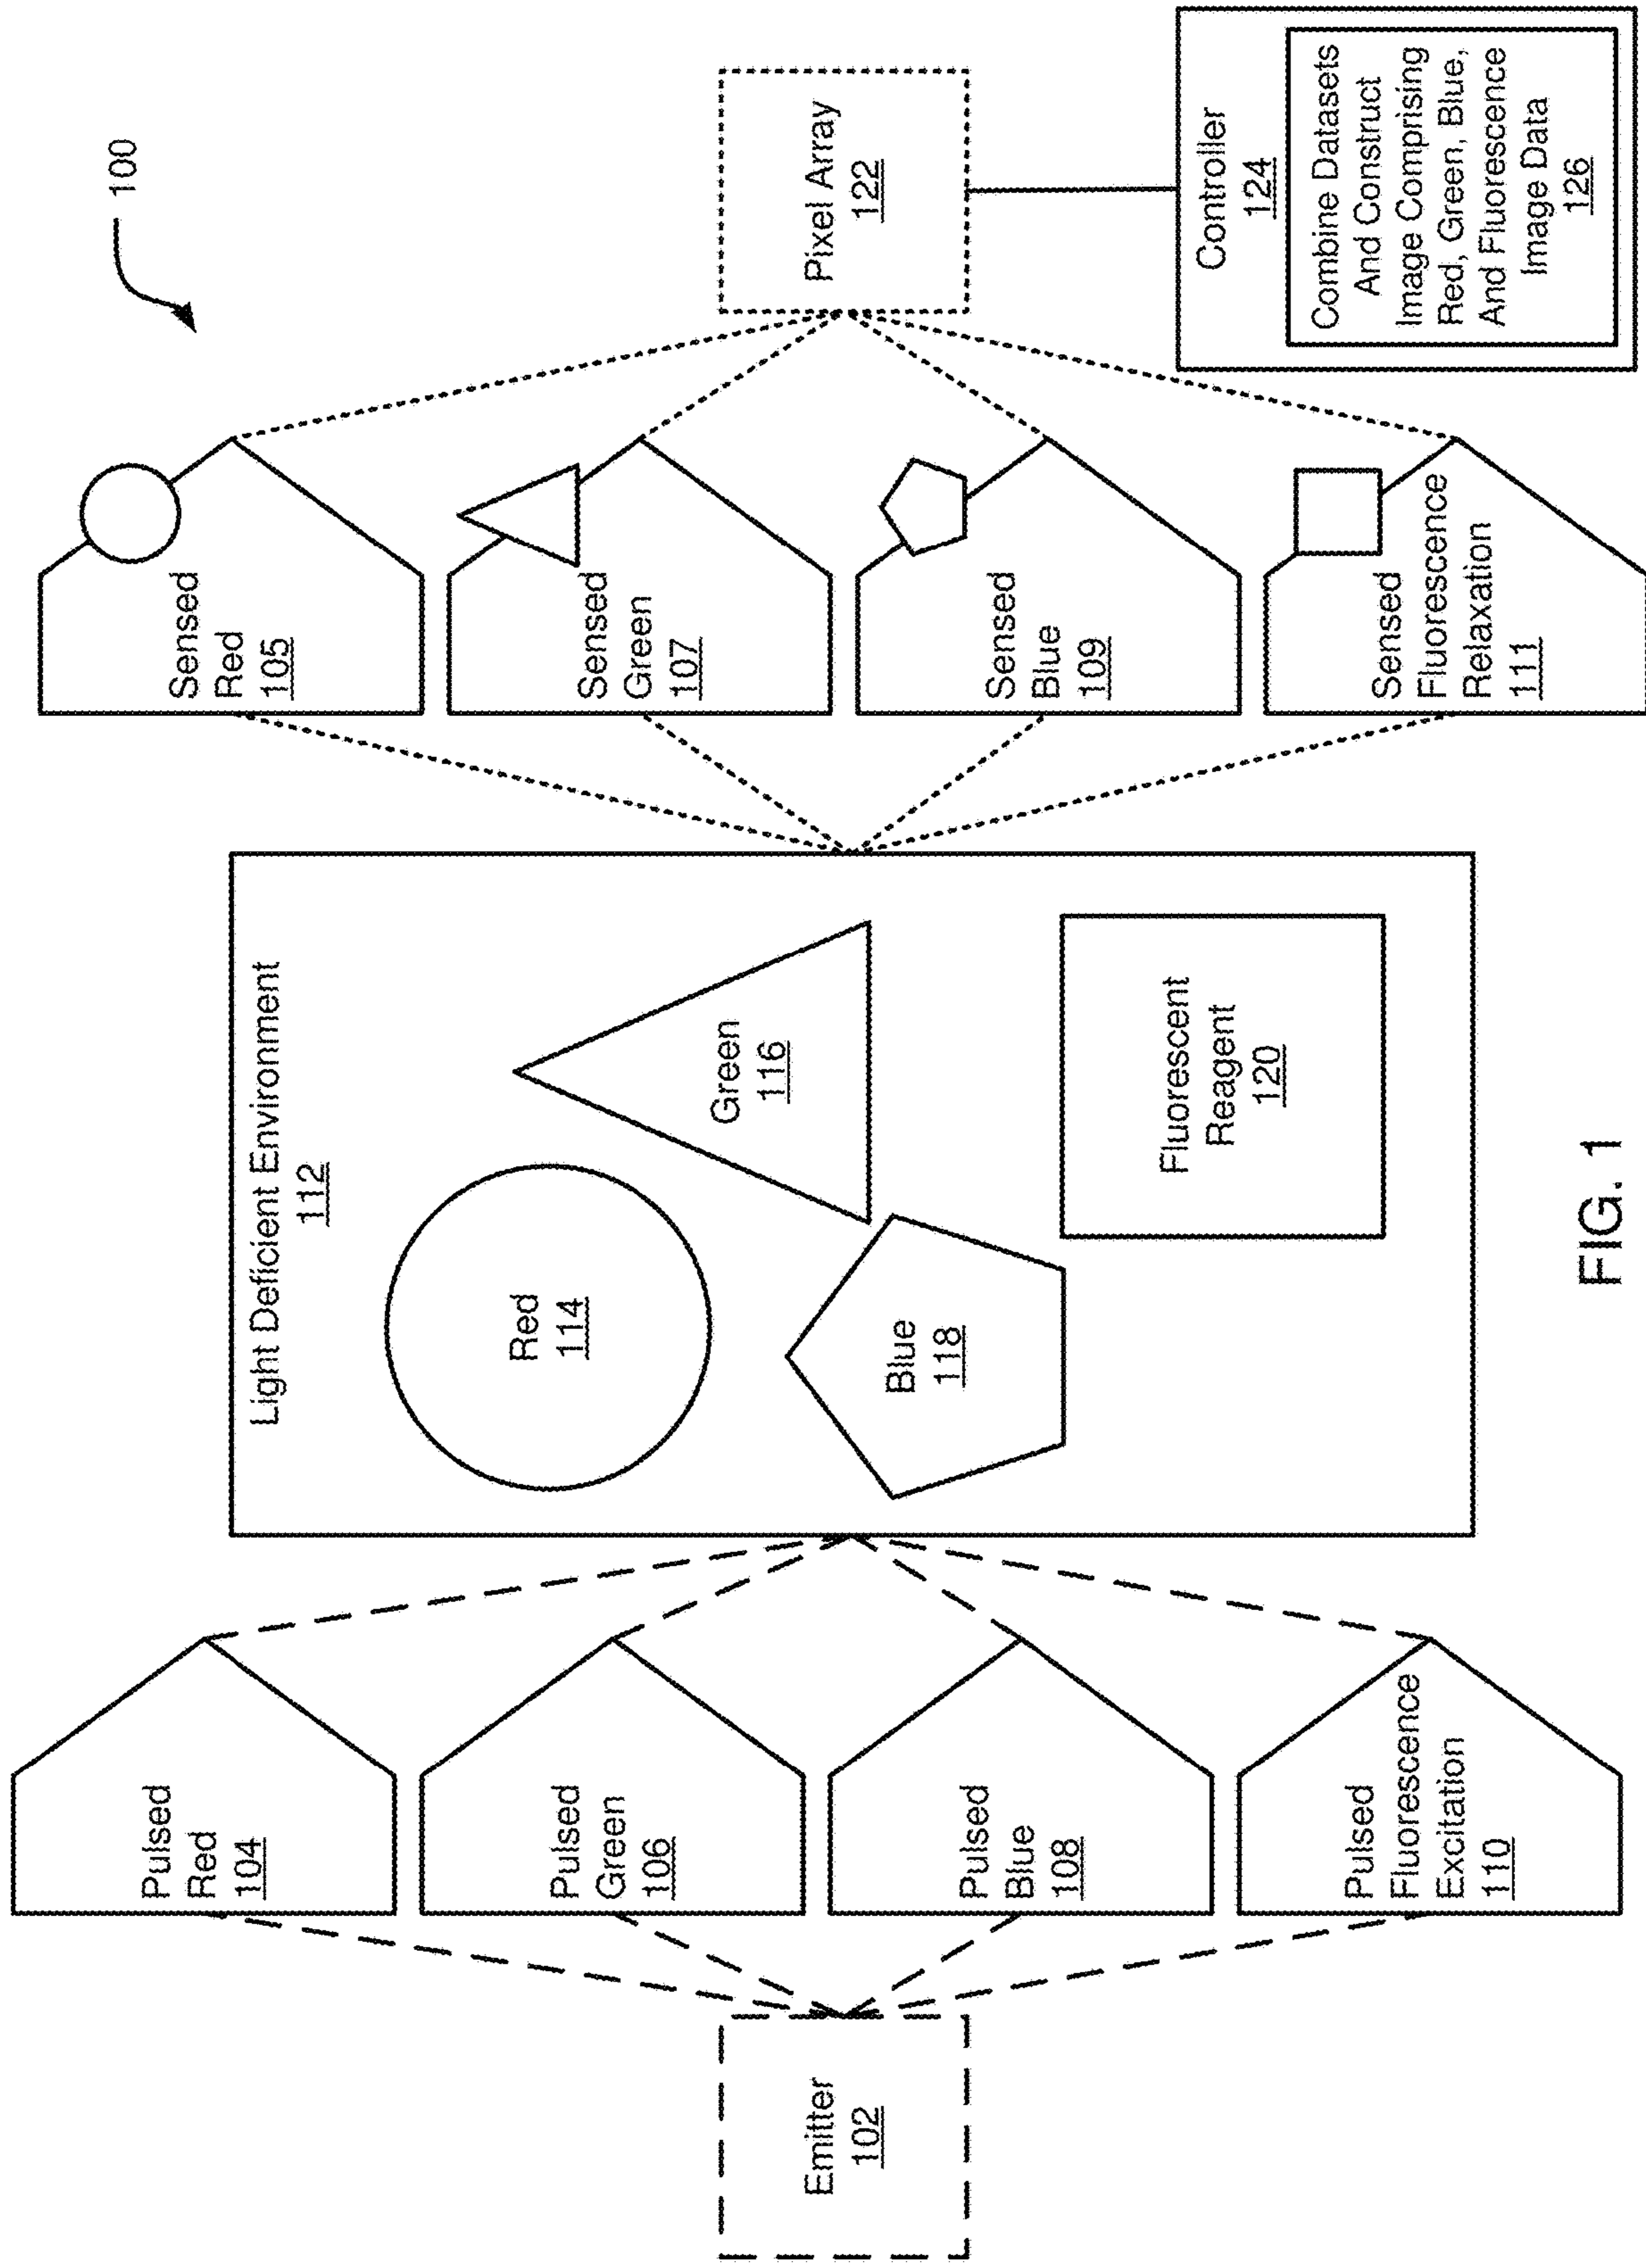 100
Emitter
102
Pulsed
Red
104
Pulsed
Green
106
Pulsed
Blue
108
Pulsed
Fluorescence
Excitation
110
Light Deficient Environment
112
Red
114
Green
116
Blue
118
Fluorescent
Reagent
120
Sensed
Red
105
Sensed
Green
107
Sensed
Blue
109
Sensed
Fluorescence
Relaxation
111
Pixel Array
122
Controller
124
Combine Datasets
And Construct
Image Comprising
Red, Green, Blue,
And Fluorescence
Image Data
126
FIG. 1